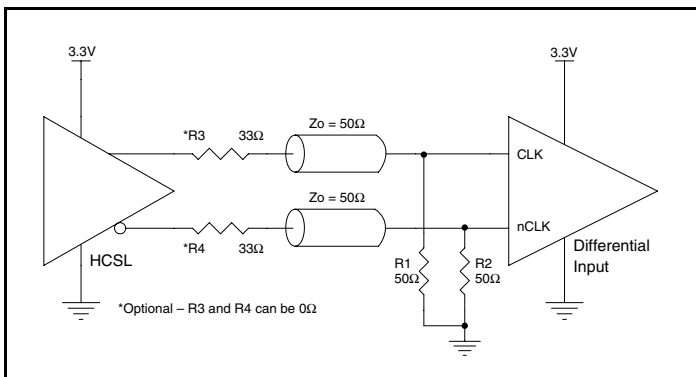 3.3V
3.3V
*R3
33Ω
Zo = 50Ω
CLK
Zo = 50Ω
nCLK
*R4
33Ω
HCSL
R1
50Ω
R2
50Ω
Differential
Input
*Optional – R3 and R4 can be 0Ω